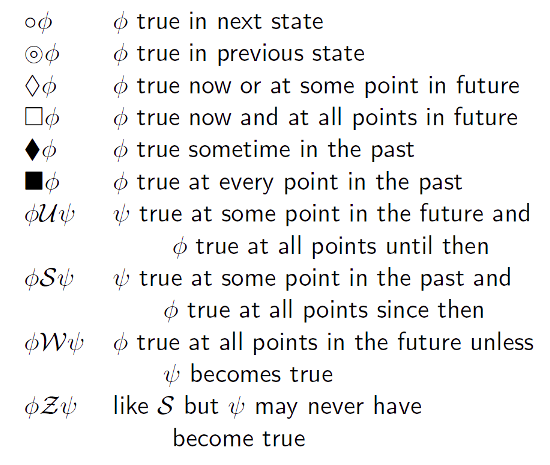 ○ϕ ϕ true in next state
⊚ϕ ϕ true in previous state
◊ϕ ϕ true now or at some point in future
□ϕ ϕ true now and at all points in future
♦ϕ ϕ true sometime in the past
■ϕ ϕ true at every point in the past
ϕ𝒰ψ ψ true at some point in the future and
ϕ true at all points until then
ϕ𝒮ψ ψ true at some point in the past and
ϕ true at all points since then
ϕ𝒲ψ ϕ true at all points in the future unless
ψ becomes true
ϕ𝒵ψ like 𝒮 but ψ may never have
become true